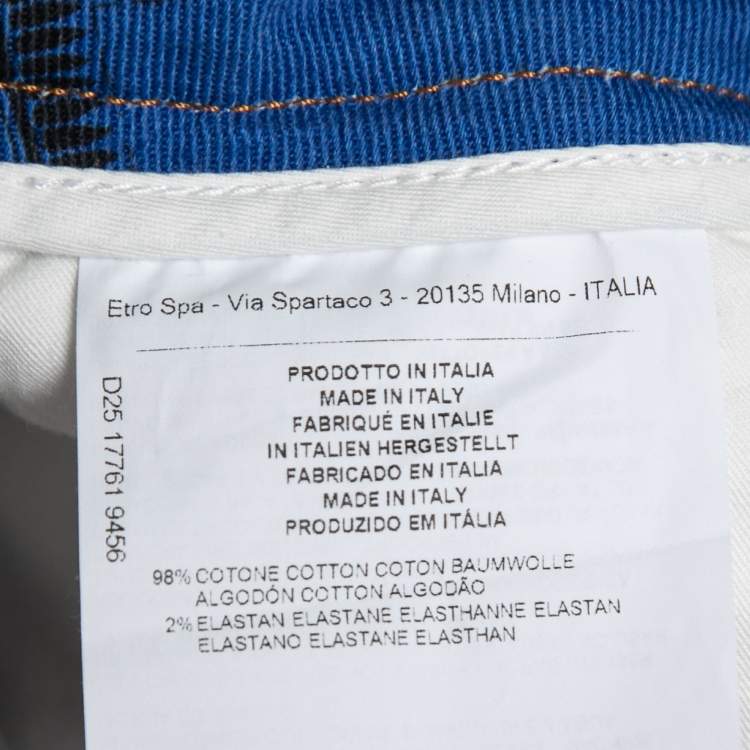 Etro Spa - Via Spartaco 3 - 20135 Milano - ITALIA
PRODOTTO IN ITALIA
MADE IN ITALY
FABRIQUÉ EN ITALIE
IN ITALIEN HERGESTELLT
FABRICADO EN ITALIA
MADE IN ITALY
PRODUZIDO EM ITÁLIA
D25 17761 9456
98% COTONE COTTON COTON BAUMWOLLE
ALGODÓN COTTON ALGODÃO
2% ELASTAN ELASTANE ELASTHANNE ELASTAN
ELASTANO ELASTANE ELASTHAN